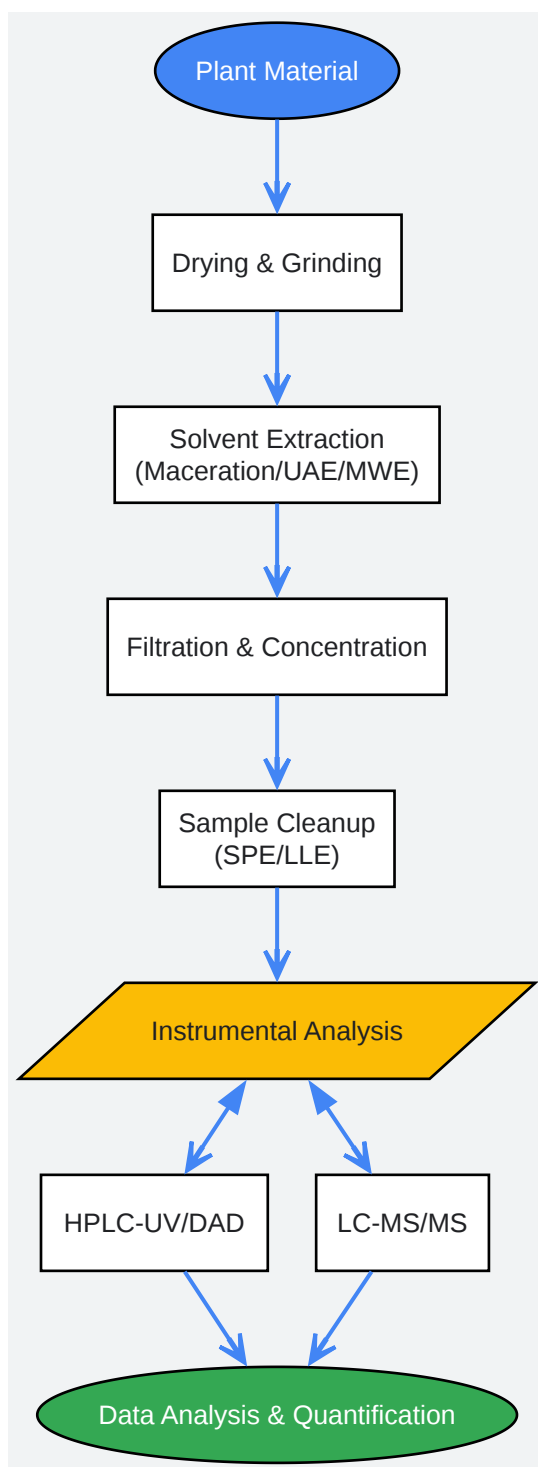 Plant Material
Drying & Grinding
Solvent Extraction
(Maceration/UAE/MWE)
Filtration & Concentration
Sample Cleanup
(SPE/LLE)
Instrumental Analysis
HPLC-UV/DAD
LC-MS/MS
Data Analysis & Quantification